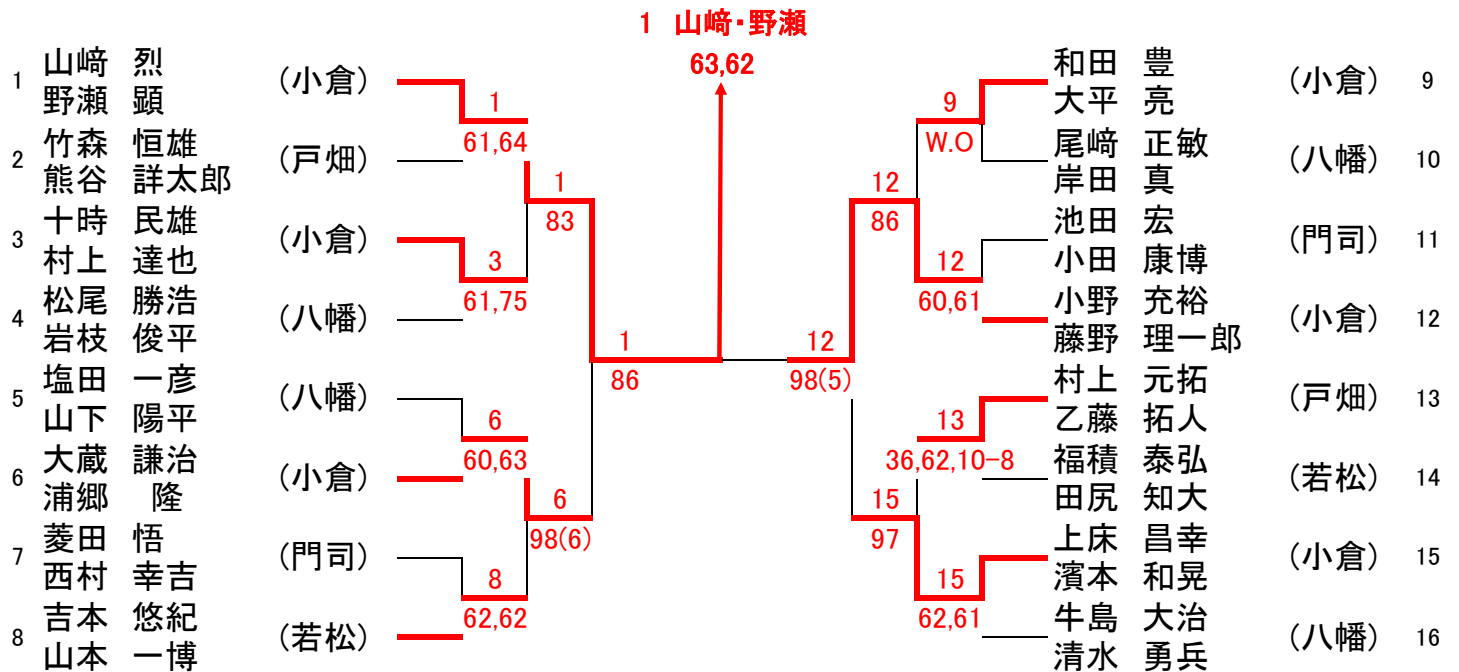 1 山﨑・野瀬
63,62
1 山﨑 烈 (小倉)
野瀬 顕
2 竹森 恒雄 (戸畑)
熊谷 詳太郎
3 十時 民雄 (小倉)
村上 達也
4 松尾 勝浩 (八幡)
岩枝 俊平
5 塩田 一彦 (八幡)
山下 陽平
6 大蔵 謙治 (小倉)
浦郷 隆
7 菱田 悟 (門司)
西村 幸吉
8 吉本 悠紀 (若松)
山本 一博
1
61,64
3
61,75
6
60,63
8
62,62
1
83
6
98(6)
1
86
12
98(5)
12
86
15
97
9
W.O
12
60,61
13
36,62,10-8
15
62,61
和田 豊 (小倉) 9
大平 亮
尾﨑 正敏 (八幡) 10
岸田 真
池田 宏 (門司) 11
小田 康博
小野 充裕 (小倉) 12
藤野 理一郎
村上 元拓 (戸畑) 13
乙藤 拓人
福積 泰弘 (若松) 14
田尻 知大
上床 昌幸 (小倉) 15
濱本 和晃
牛島 大治 (八幡) 16
清水 勇兵